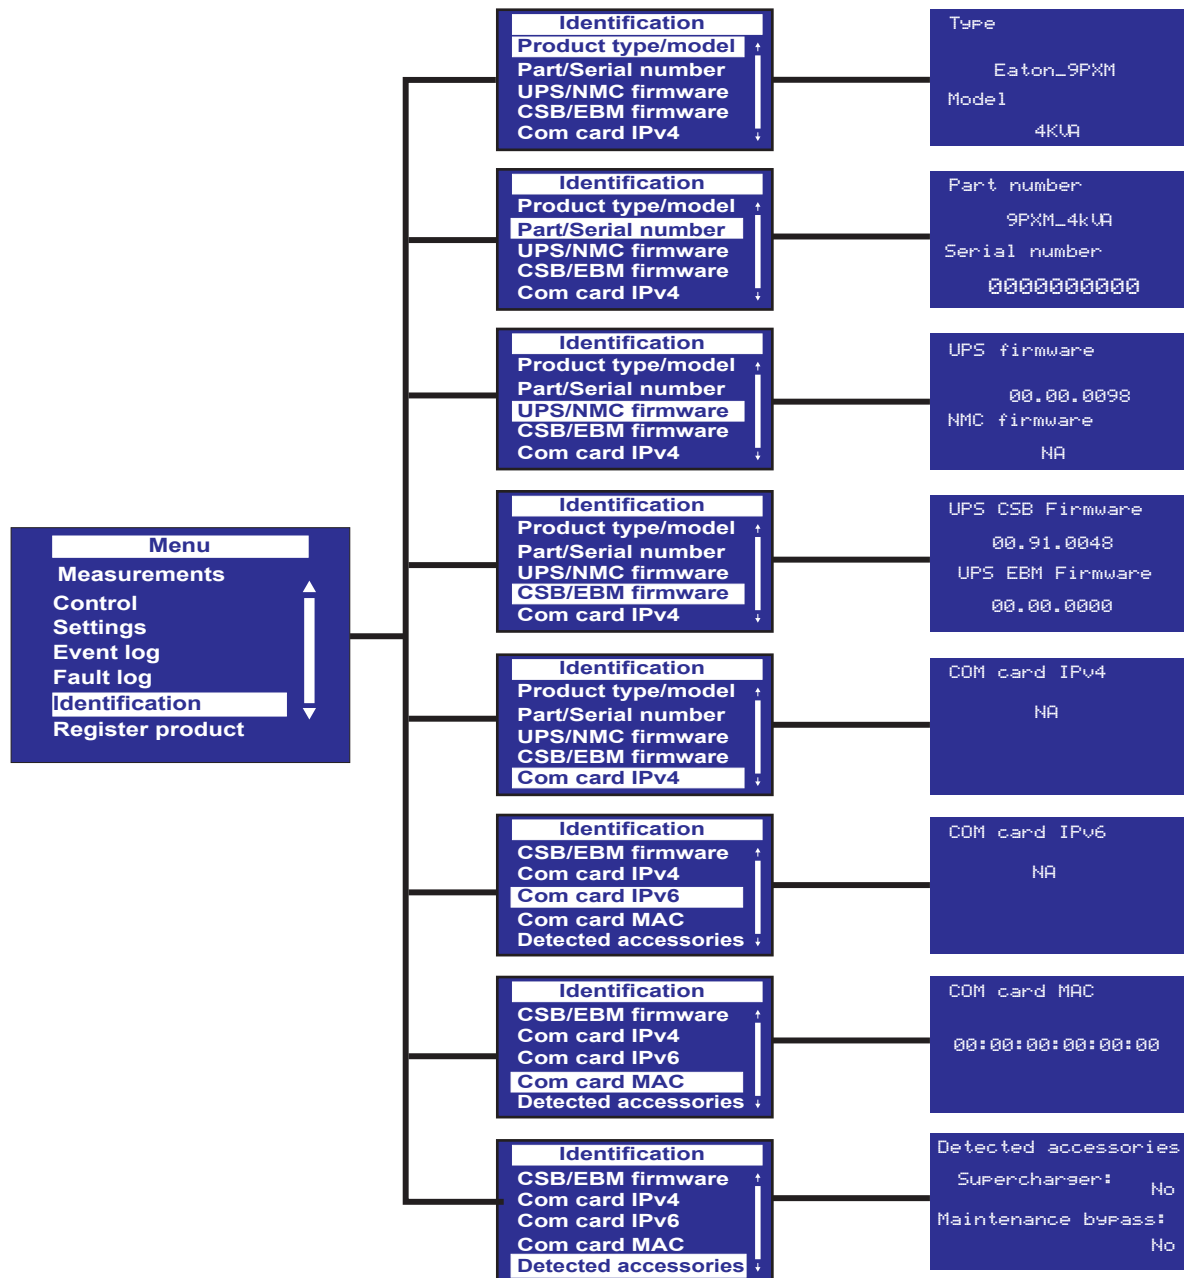 Identification
Product type/model
Part/Serial number
UPS/NMC firmware
CSB/EBM firmware
Com card IPv4
Type
Eaton_9PXM
Model
4KVA
Identification
Product type/model
Part/Serial number
UPS/NMC firmware
CSB/EBM firmware
Com card IPv4
Part number
9PXM_4kVA
Serial number
0000000000
Identification
Product type/model
Part/Serial number
UPS/NMC firmware
CSB/EBM firmware
Com card IPv4
UPS firmware
00.00.0098
NMC firmware
NA
Menu
Measurements
Control
Settings
Event log
Fault log
Identification
Register product
Identification
Product type/model
Part/Serial number
UPS/NMC firmware
CSB/EBM firmware
Com card IPv4
UPS CSB Firmware
00.91.0048
UPS EBM Firmware
00.00.0000
Identification
Product type/model
Part/Serial number
UPS/NMC firmware
CSB/EBM firmware
Com card IPv4
COM card IPv4
NA
Identification
CSB/EBM firmware
Com card IPv4
Com card IPv6
Com card MAC
Detected accessories
COM card IPv6
NA
Identification
CSB/EBM firmware
Com card IPv4
Com card IPv6
Com card MAC
Detected accessories
COM card MAC
00:00:00:00:00:00
Identification
CSB/EBM firmware
Com card IPv4
Com card IPv6
Com card MAC
Detected accessories
Detected accessories
Supercharger:
No
Maintenance bypass:
No